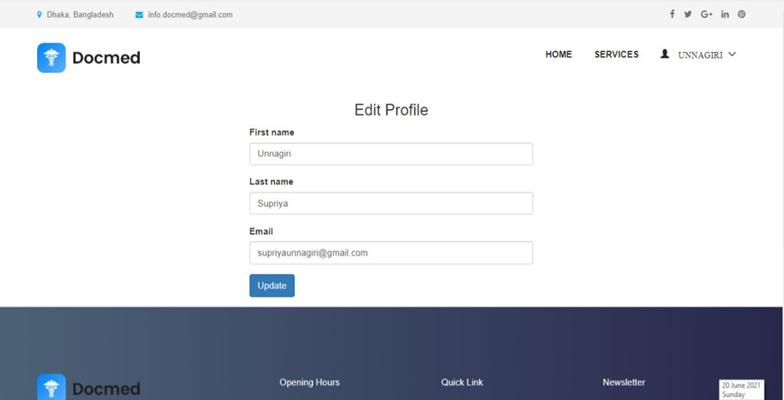 Dhaka, Bangladesh info.docmed@gmail.com
Docmed HOME SERVICES UNNAGIRI
Edit Profile
First name
Unnagiri
Last name
Supriya
Email
supriyaunnagiri@gmail.com
Update
Docmed Opening Hours Quick Link Newsletter
20 June 2021
Sunday